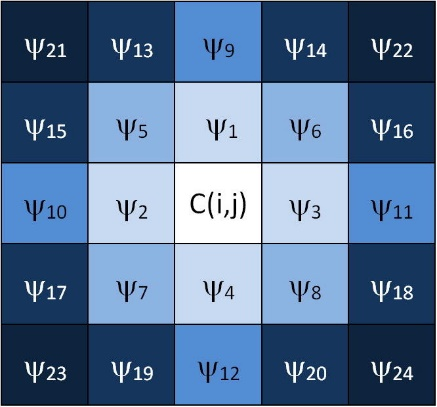 ψ₂₁ ψ₁₃ ψ₉ ψ₁₄ ψ₂₂
ψ₁₅ ψ₅ ψ₁ ψ₆ ψ₁₆
ψ₁₀ ψ₂ C(i,j) ψ₃ ψ₁₁
ψ₁₇ ψ₇ ψ₄ ψ₈ ψ₁₈
ψ₂₃ ψ₁₉ ψ₁₂ ψ₂₀ ψ₂₄